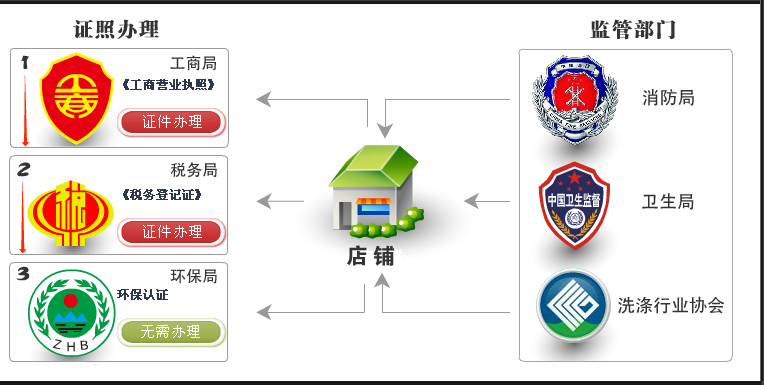 证照办理
监管部门
1
工商局
《工商营业执照》
证件办理
2
税务局
《税务登记证》
证件办理
3
环保局
环保认证
无需办理
ZHB
店铺
消防局
中国卫生监督
卫生局
洗涤行业协会